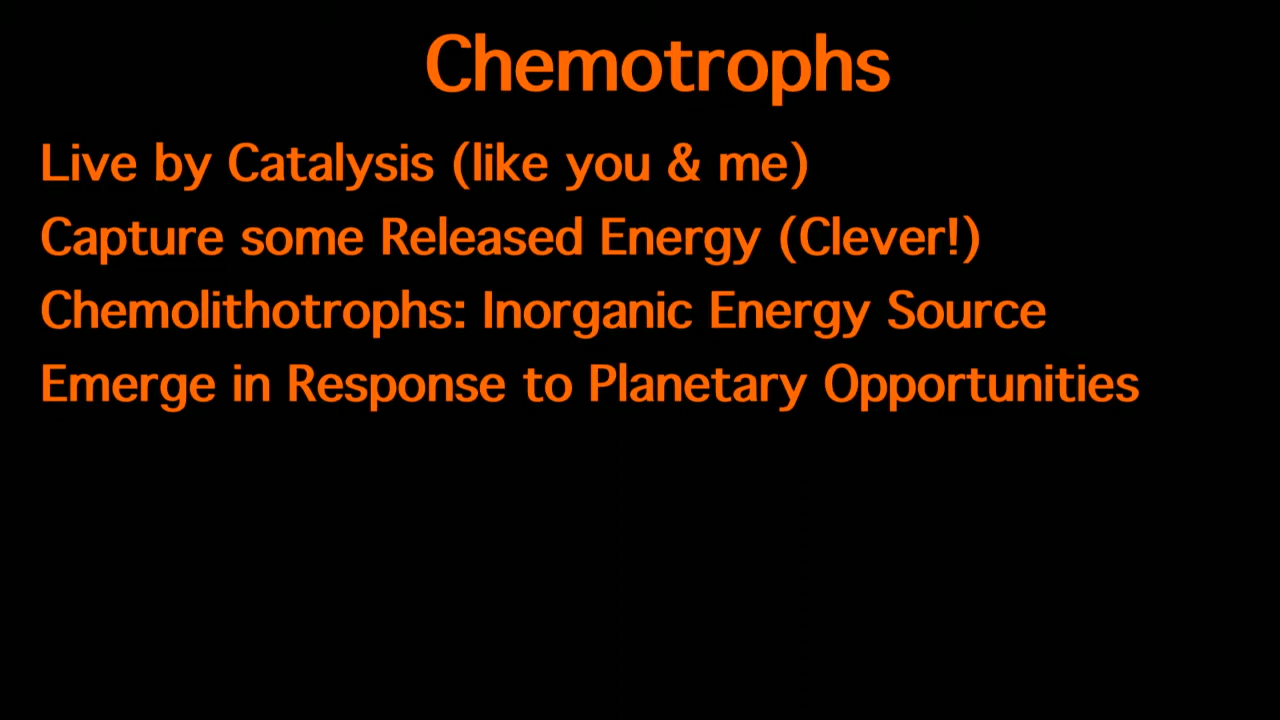 Chemotrophs
Live by Catalysis (like you & me)
Capture some Released Energy (Clever!)
Chemolithotrophs: Inorganic Energy Source
Emerge in Response to Planetary Opportunities